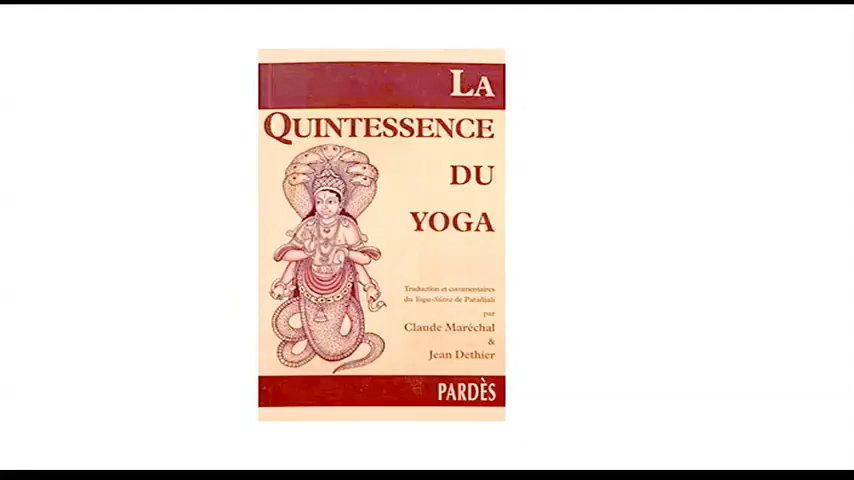 LA
QUINTESSENCE
DU
YOGA
Traduction et commentaires
du Yoga-Sûtra de Patañjali
par
Claude Maréchal
&
Jean Dethier
PARDÈS